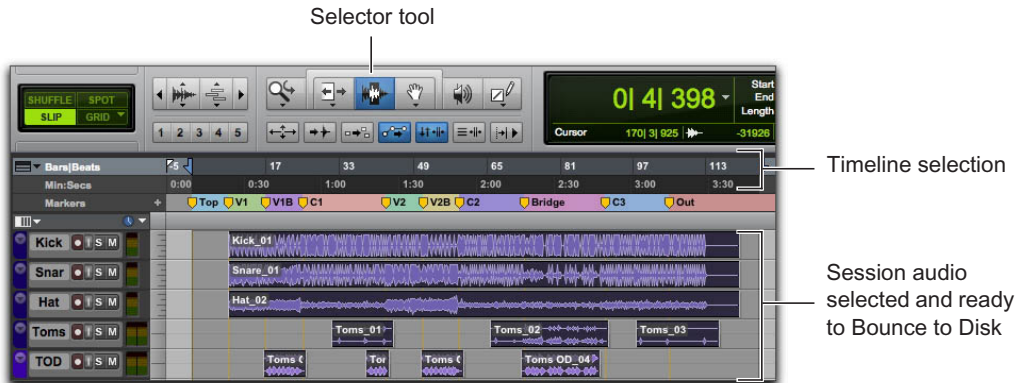 Selector tool
SHUFFLE SPOT
SLIP GRID
1 2 3 4 5
0| 4| 398
Start
End
Length
Cursor 170| 3| 925 -31926
Timeline selection
Bars|Beats -5 17 33 49 65 81 97 113
Min:Secs 0:00 0:30 1:00 1:30 2:00 2:30 3:00 3:30
Markers + Top V1 V1B C1 V2 V2B C2 Bridge C3 Out
Kick I S M Kick_01
Snar I S M Snare_01
Hat I S M Hat_02
Toms I S M Toms_01 Toms_02 Toms_03
TOD I S M Toms Tom Toms Toms OD_04
Session audio
selected and ready
to Bounce to Disk